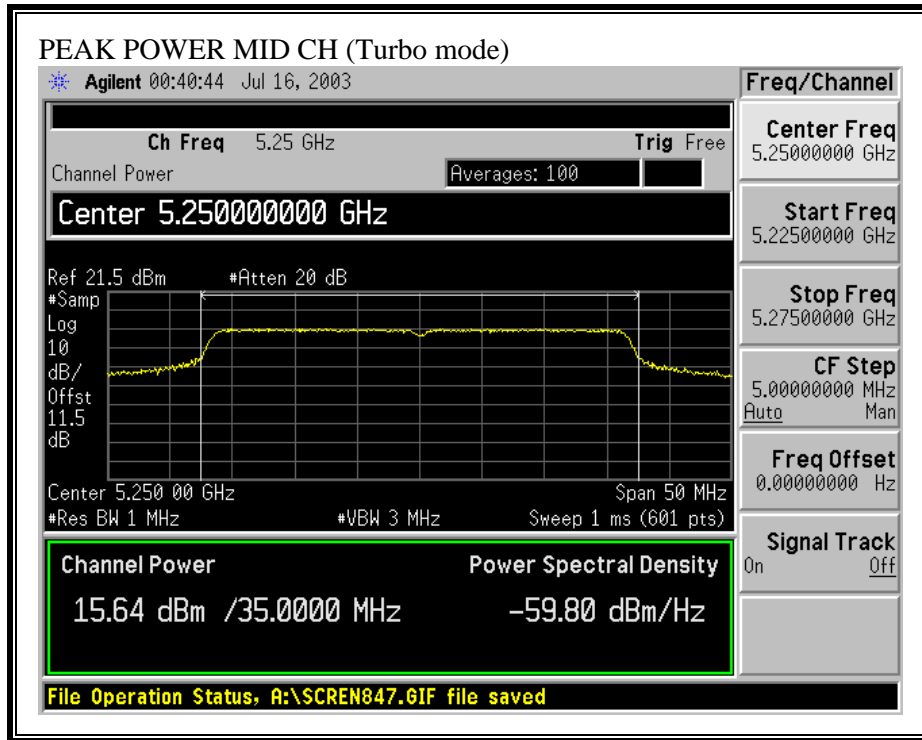 PEAK POWER MID CH (Turbo mode)
Agilent 00:40:44 Jul 16, 2003
Freq/Channel
Ch Freq 5.25 GHz Trig Free
Channel Power Averages: 100
Center 5.250000000 GHz
Ref 21.5 dBm #Atten 20 dB
#Samp
Log
10
dB/
Offst
11.5
dB
Center 5.250 00 GHz Span 50 MHz
#Res BW 1 MHz #VBW 3 MHz Sweep 1 ms (601 pts)
Channel Power Power Spectral Density
15.64 dBm /35.0000 MHz -59.80 dBm/Hz
File Operation Status, A:\SCREN847.GIF file saved
Center Freq
5.25000000 GHz
Start Freq
5.22500000 GHz
Stop Freq
5.27500000 GHz
CF Step
5.00000000 MHz
Auto Man
Freq Offset
0.00000000 Hz
Signal Track
On Off